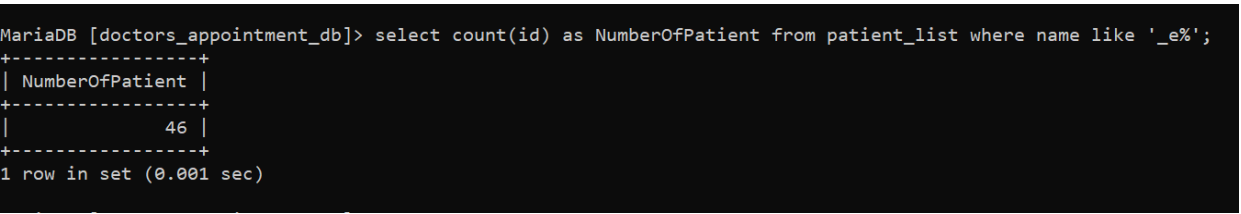 MariaDB [doctors_appointment_db]> select count(id) as NumberOfPatient from patient_list where name like '_e%';
+-----------------+
| NumberOfPatient |
+-----------------+
|              46 |
+-----------------+
1 row in set (0.001 sec)